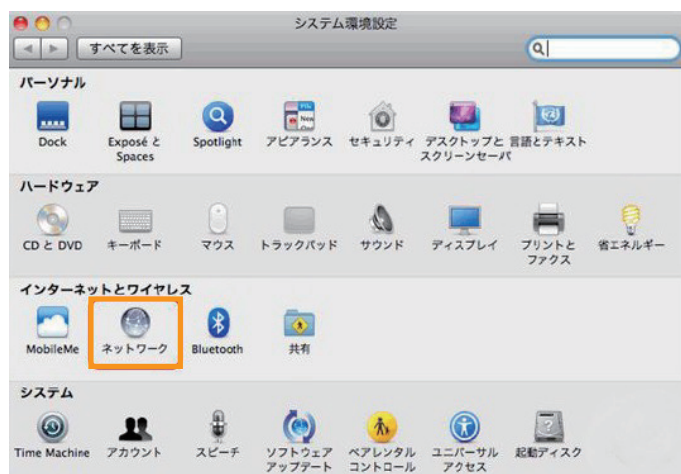 システム環境設定
すべてを表示
パーソナル
Dock
Exposé と
Spaces
Spotlight
アピアランス
セキュリティ
デスクトップと
スクリーンセーバ
言語とテキスト
ハードウェア
CD と DVD
キーボード
マウス
トラックパッド
サウンド
ディスプレイ
プリントと
ファクス
省エネルギー
インターネットとワイヤレス
MobileMe
ネットワーク
Bluetooth
共有
システム
Time Machine
アカウント
スピーチ
ソフトウェア
アップデート
ペアレンタル
コントロール
ユニバーサル
アクセス
起動ディスク